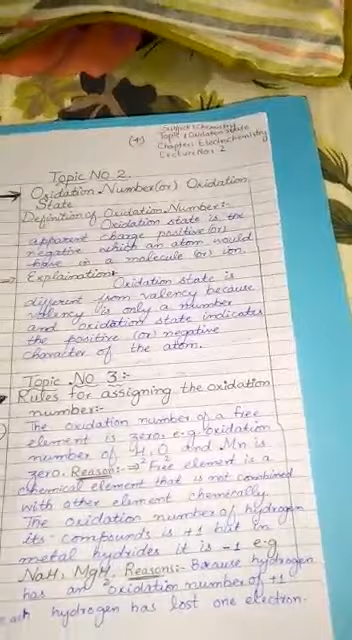 (4)
Subject: Chemistry
Topic: Oxidation State
Chapter: Electrochemistry
Lecture No: 2
Topic NO 2.
Oxidation Number (or) Oxidation
State
Definition of Oxidation Number:-
Oxidation state is the
apparent charge positive (or)
negative which an atom would
have in a molecule (or) ion.
Explaination:-
Oxidation state is
different from valency because
valency is only a number
and oxidation state indicates
the positive (or) negative
character of the atom.
Topic No 3:-
Rules for assigning the oxidation
number:-
The oxidation number of a free
element is zero. e.g oxidation
number of H, O and Mn is
zero. Reason:-⇒ Free element is a
chemical element that is not combined
with other element chemically.
The oxidation number of hydrogen
its compounds is +1 but in
metal hydrides it is -1 e.g
NaH, MgH2. Reasons:- Because hydrogen
has an oxidation number of +1
each hydrogen has lost one electron.